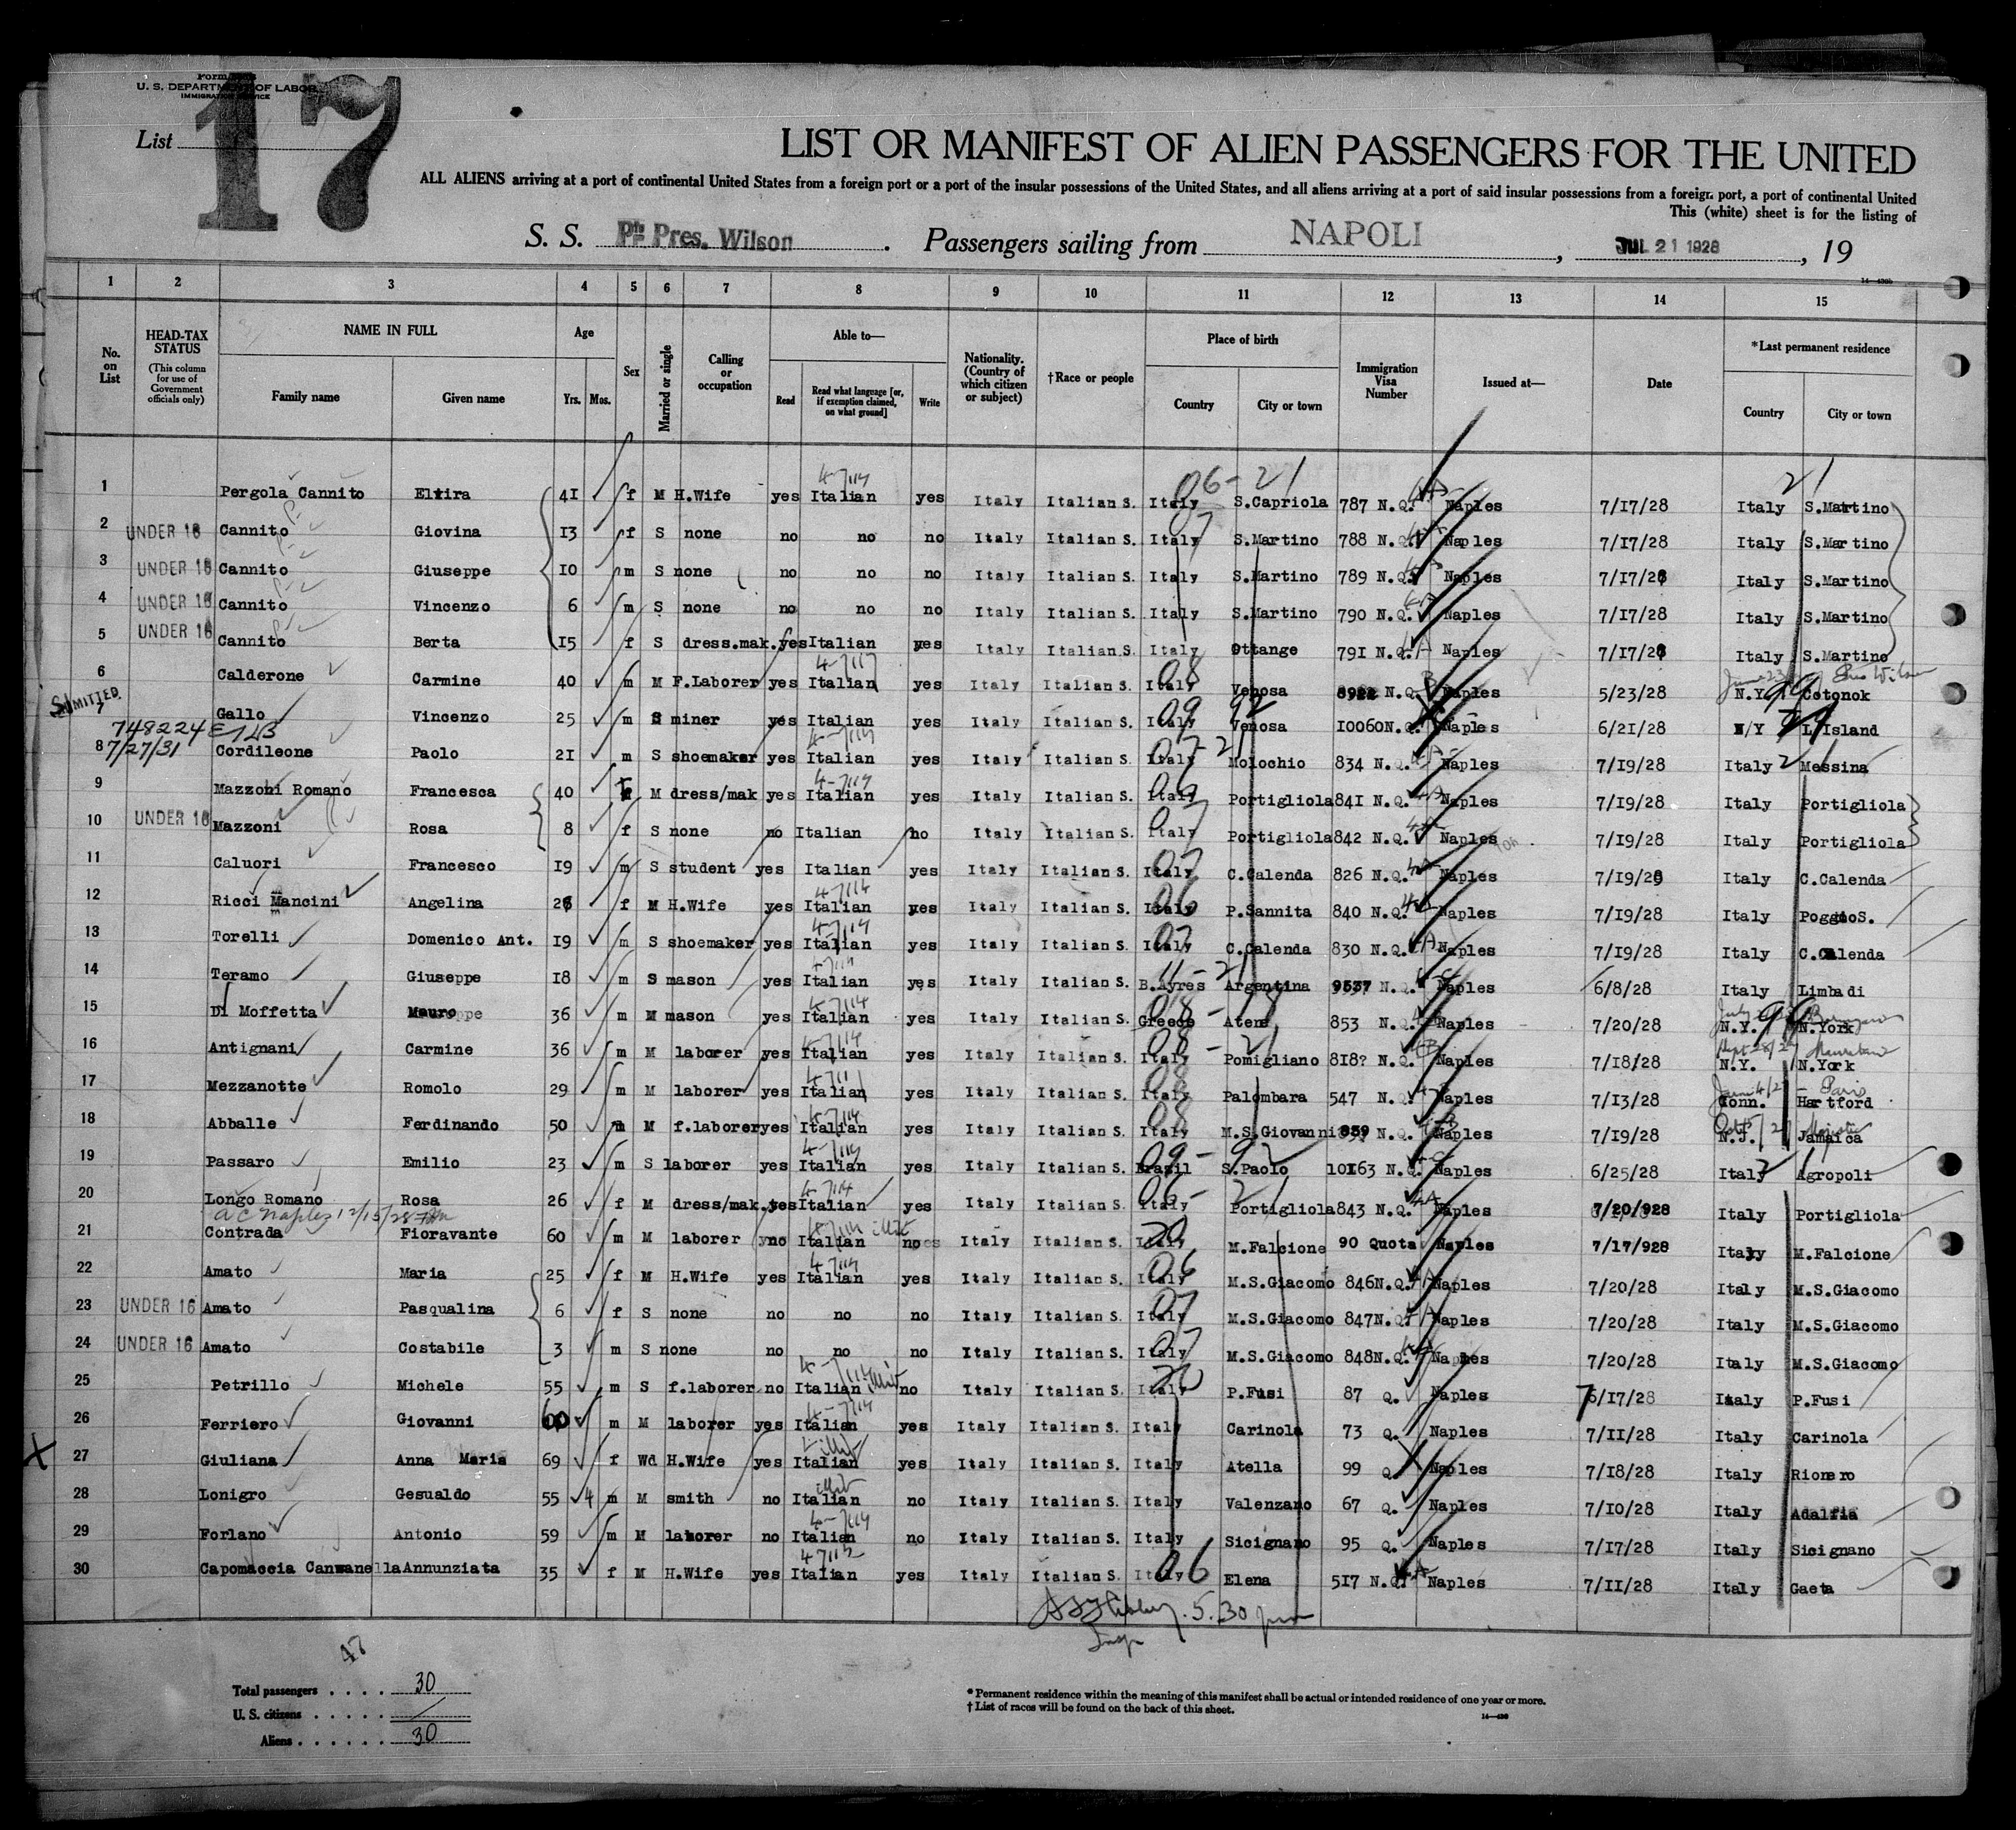 Form
U. S. DEPARTMENT OF LABOR
IMMIGRATION SERVICE
List 17
LIST OR MANIFEST OF ALIEN PASSENGERS FOR THE UNITED
ALL ALIENS arriving at a port of continental United States from a foreign port or a port of the insular possessions of the United States, and all aliens arriving at a port of said insular possessions from a foreign port, a port of continental United
This (white) sheet is for the listing of
S. S. Pres. Wilson. Passengers sailing from NAPOLI, JUL 21 1928, 19
14—430b
1 2 3 4 5 6 7 8 9 10 11 12 13 14 15
No. on List
HEAD-TAX STATUS (This column for use of Government officials only)
NAME IN FULL Family name Given name
Age Yrs. Mos.
Sex
Married or single
Calling or occupation
Able to— Read Read what language [or, if exemption claimed, on what ground] Write
Nationality. (Country of which citizen or subject)
†Race or people
Place of birth Country City or town
Immigration Visa Number
Issued at—
Date
*Last permanent residence Country City or town
1 Pergola Cannito Elvira 41 f M H.Wife yes Italian yes Italy Italian S. Italy S.Capriola 787 N.Q. Naples 7/17/28 Italy S.Martino
2 UNDER 16 Cannito Giovina 13 f S none no no no Italy Italian S. Italy S.Martino 788 N.Q. Naples 7/17/28 Italy S.Martino
3 UNDER 16 Cannito Giuseppe 10 m S none no no no Italy Italian S. Italy S.Martino 789 N.Q. Naples 7/17/28 Italy S.Martino
4 UNDER 16 Cannito Vincenzo 6 m S none no no no Italy Italian S. Italy S.Martino 790 N.Q. Naples 7/17/28 Italy S.Martino
5 UNDER 16 Cannito Berta 15 f S dress.mak. yes Italian yes Italy Italian S. Italy Ottange 791 N.Q. Naples 7/17/28 Italy S.Martino
6 Calderone Carmine 40 m M F.Laborer yes Italian yes Italy Italian S. Italy Venosa N.Q. Naples 5/23/28 N.Y. Cotonok
ADMITTED
7 Gallo Vincenzo 25 m S miner yes Italian yes Italy Italian S. Italy Venosa 10060 N.Q. Naples 6/21/28 N/Y L.Island
748224
7/27/31
8 Cordileone Paolo 21 m S shoemaker yes Italian yes Italy Italian S. Italy Molochio 834 N.Q. Naples 7/19/28 Italy Messina
9 Mazzoni Romano Francesca 40 f M dress/mak yes Italian yes Italy Italian S. Italy Portigliola 841 N.Q. Naples 7/19/28 Italy Portigliola
10 UNDER 16 Mazzoni Rosa 8 f S none no Italian no Italy Italian S. Italy Portigliola 842 N.Q. Naples 7/19/28 Italy Portigliola
11 Caluori Francesco 19 m S student yes Italian yes Italy Italian S. Italy C.Calenda 826 N.Q. Naples 7/19/28 Italy C.Calenda
12 Ricci Mancini Angelina f M H.Wife yes Italian yes Italy Italian S. Italy P.Sannita 840 N.Q. Naples 7/19/28 Italy PoggioS.
13 Torelli Domenico Ant. 19 m S shoemaker yes Italian yes Italy Italian S. Italy C.Calenda 830 N.Q. Naples 7/19/28 Italy C.Calenda
14 Teramo Giuseppe 18 m S mason yes Italian yes Italy Italian S. B.Ayres Argentina 9537 N.Q. Naples 6/8/28 Italy Limbadi
15 Di Moffetta Mauro 36 m M mason yes Italian yes Italy Italian S. Greece Atene 853 N.Q. Naples 7/20/28 N.Y. N.York
16 Antignani Carmine 36 m M laborer yes Italian yes Italy Italian S. Italy Pomigliano 818? N.Q. Naples 7/18/28 N.Y. N.York
17 Mezzanotte Romolo 29 m M laborer yes Italian yes Italy Italian S. Italy Palombara 547 N.Q. Naples 7/13/28 Conn. Hartford
18 Abballe Ferdinando 50 m M f.laborer yes Italian yes Italy Italian S. Italy M.S.Giovanni 839 N.Q. Naples 7/19/28 N.J. Jamaica
19 Passaro Emilio 23 m S laborer yes Italian yes Italy Italian S. Brasil S.Paolo 10163 N.Q. Naples 6/25/28 Italy Agropoli
20 Longo Romano Rosa 26 f M dress/mak. yes Italian yes Italy Italian S. Italy Portigliola 843 N.Q. Naples 7/20/928 Italy Portigliola
a c Naples 12/15/28
21 Contrada Fioravante 60 m M laborer no Italian no Italy Italian S. Italy M.Falcione 90 Quota Naples 7/17/928 Italy M.Falcione
22 Amato Maria 25 f M H.Wife yes Italian yes Italy Italian S. Italy M.S.Giacomo 846N.Q. Naples 7/20/28 Italy M.S.Giacomo
23 UNDER 16 Amato Pasqualina 6 f S none no no no Italy Italian S. Italy M.S.Giacomo 847N.Q. Naples 7/20/28 Italy M.S.Giacomo
24 UNDER 16 Amato Costabile 3 m S none no no no Italy Italian S. Italy M.S.Giacomo 848N.Q. Naples 7/20/28 Italy M.S.Giacomo
25 Petrillo Michele 55 m S f.laborer no Italian no Italy Italian S. Italy P.Fusi 87 Q. Naples 7/17/28 Italy P.Fusi
26 Ferriero Giovanni 60 m M laborer yes Italian yes Italy Italian S. Italy Carinola 73 Q. Naples 7/11/28 Italy Carinola
X 27 Giuliana Anna Maria 69 f Wd H.Wife yes Italian yes Italy Italian S. Italy Atella 99 Q. Naples 7/18/28 Italy Rionero
28 Lonigro Gesualdo 55 m M smith no Italian no Italy Italian S. Italy Valenzano 67 Q. Naples 7/10/28 Italy Adalfia
29 Forlano Antonio 59 m M laborer no Italian no Italy Italian S. Italy Sicignano 95 Q. Naples 7/17/28 Italy Sicignano
30 Capomaccia Canwanella Annunziata 35 f M H.Wife yes Italian yes Italy Italian S. Italy Elena 517 N.Q. Naples 7/11/28 Italy Gaeta
5.30 pm
47
Total passengers . . . . 30
U. S. citizens . . . . . /
Aliens . . . . . . 30
* Permanent residence within the meaning of this manifest shall be actual or intended residence of one year or more.
† List of races will be found on the back of this sheet.
14—430